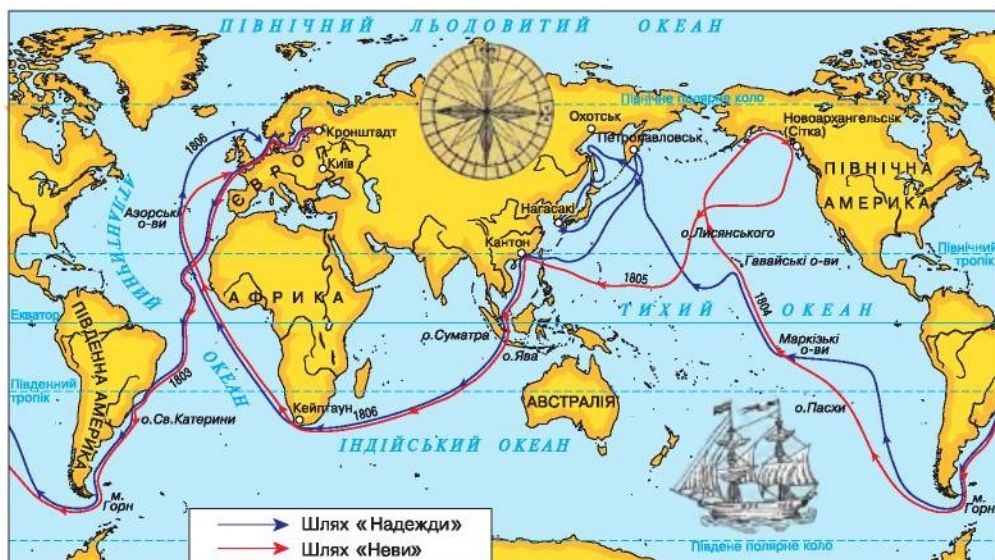 ПІВНІЧНИЙ ЛЬОДОВИТИЙ ОКЕАН
Північне полярне коло
1806
Кронштадт
Київ
ЄВРОПА
Охотськ
Петропавловськ
Новоархангельськ
(Сітка)
ПІВНІЧНА
АМЕРИКА
АТЛАНТИЧНИЙ
ОКЕАН
Азорські
о-ви
Нагасакі
Кантон
о.Лисянського
Гавайські о-ви
Північний
тропік
АФРИКА
1805
1804
ТИХИЙ ОКЕАН
Екватор
ПІВДЕННА АМЕРИКА
о.Суматра
о.Ява
Маркізькі
о-ви
1803
Південний
тропік
о.Св.Катерини
Кейптаун
1806
АВСТРАЛІЯ
о.Пасхи
ІНДІЙСЬКИЙ ОКЕАН
м.
Горн
м.
Горн
Шлях «Надежди»
Шлях «Неви»
Південе полярне коло